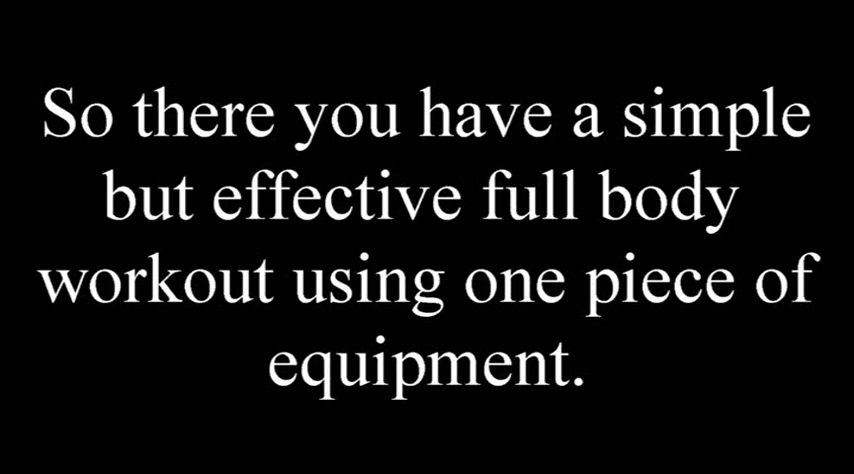 So there you have a simple
but effective full body
workout using one piece of
equipment.